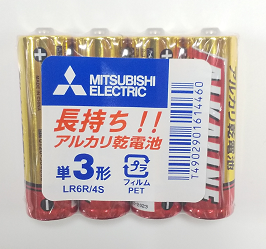 MITSUBISHI
ELECTRIC
長持ち!!
アルカリ乾電池
単3形
LR6R/4S
フィルム
PET
T4902901614460
ALKALINE
アルカリ乾電池